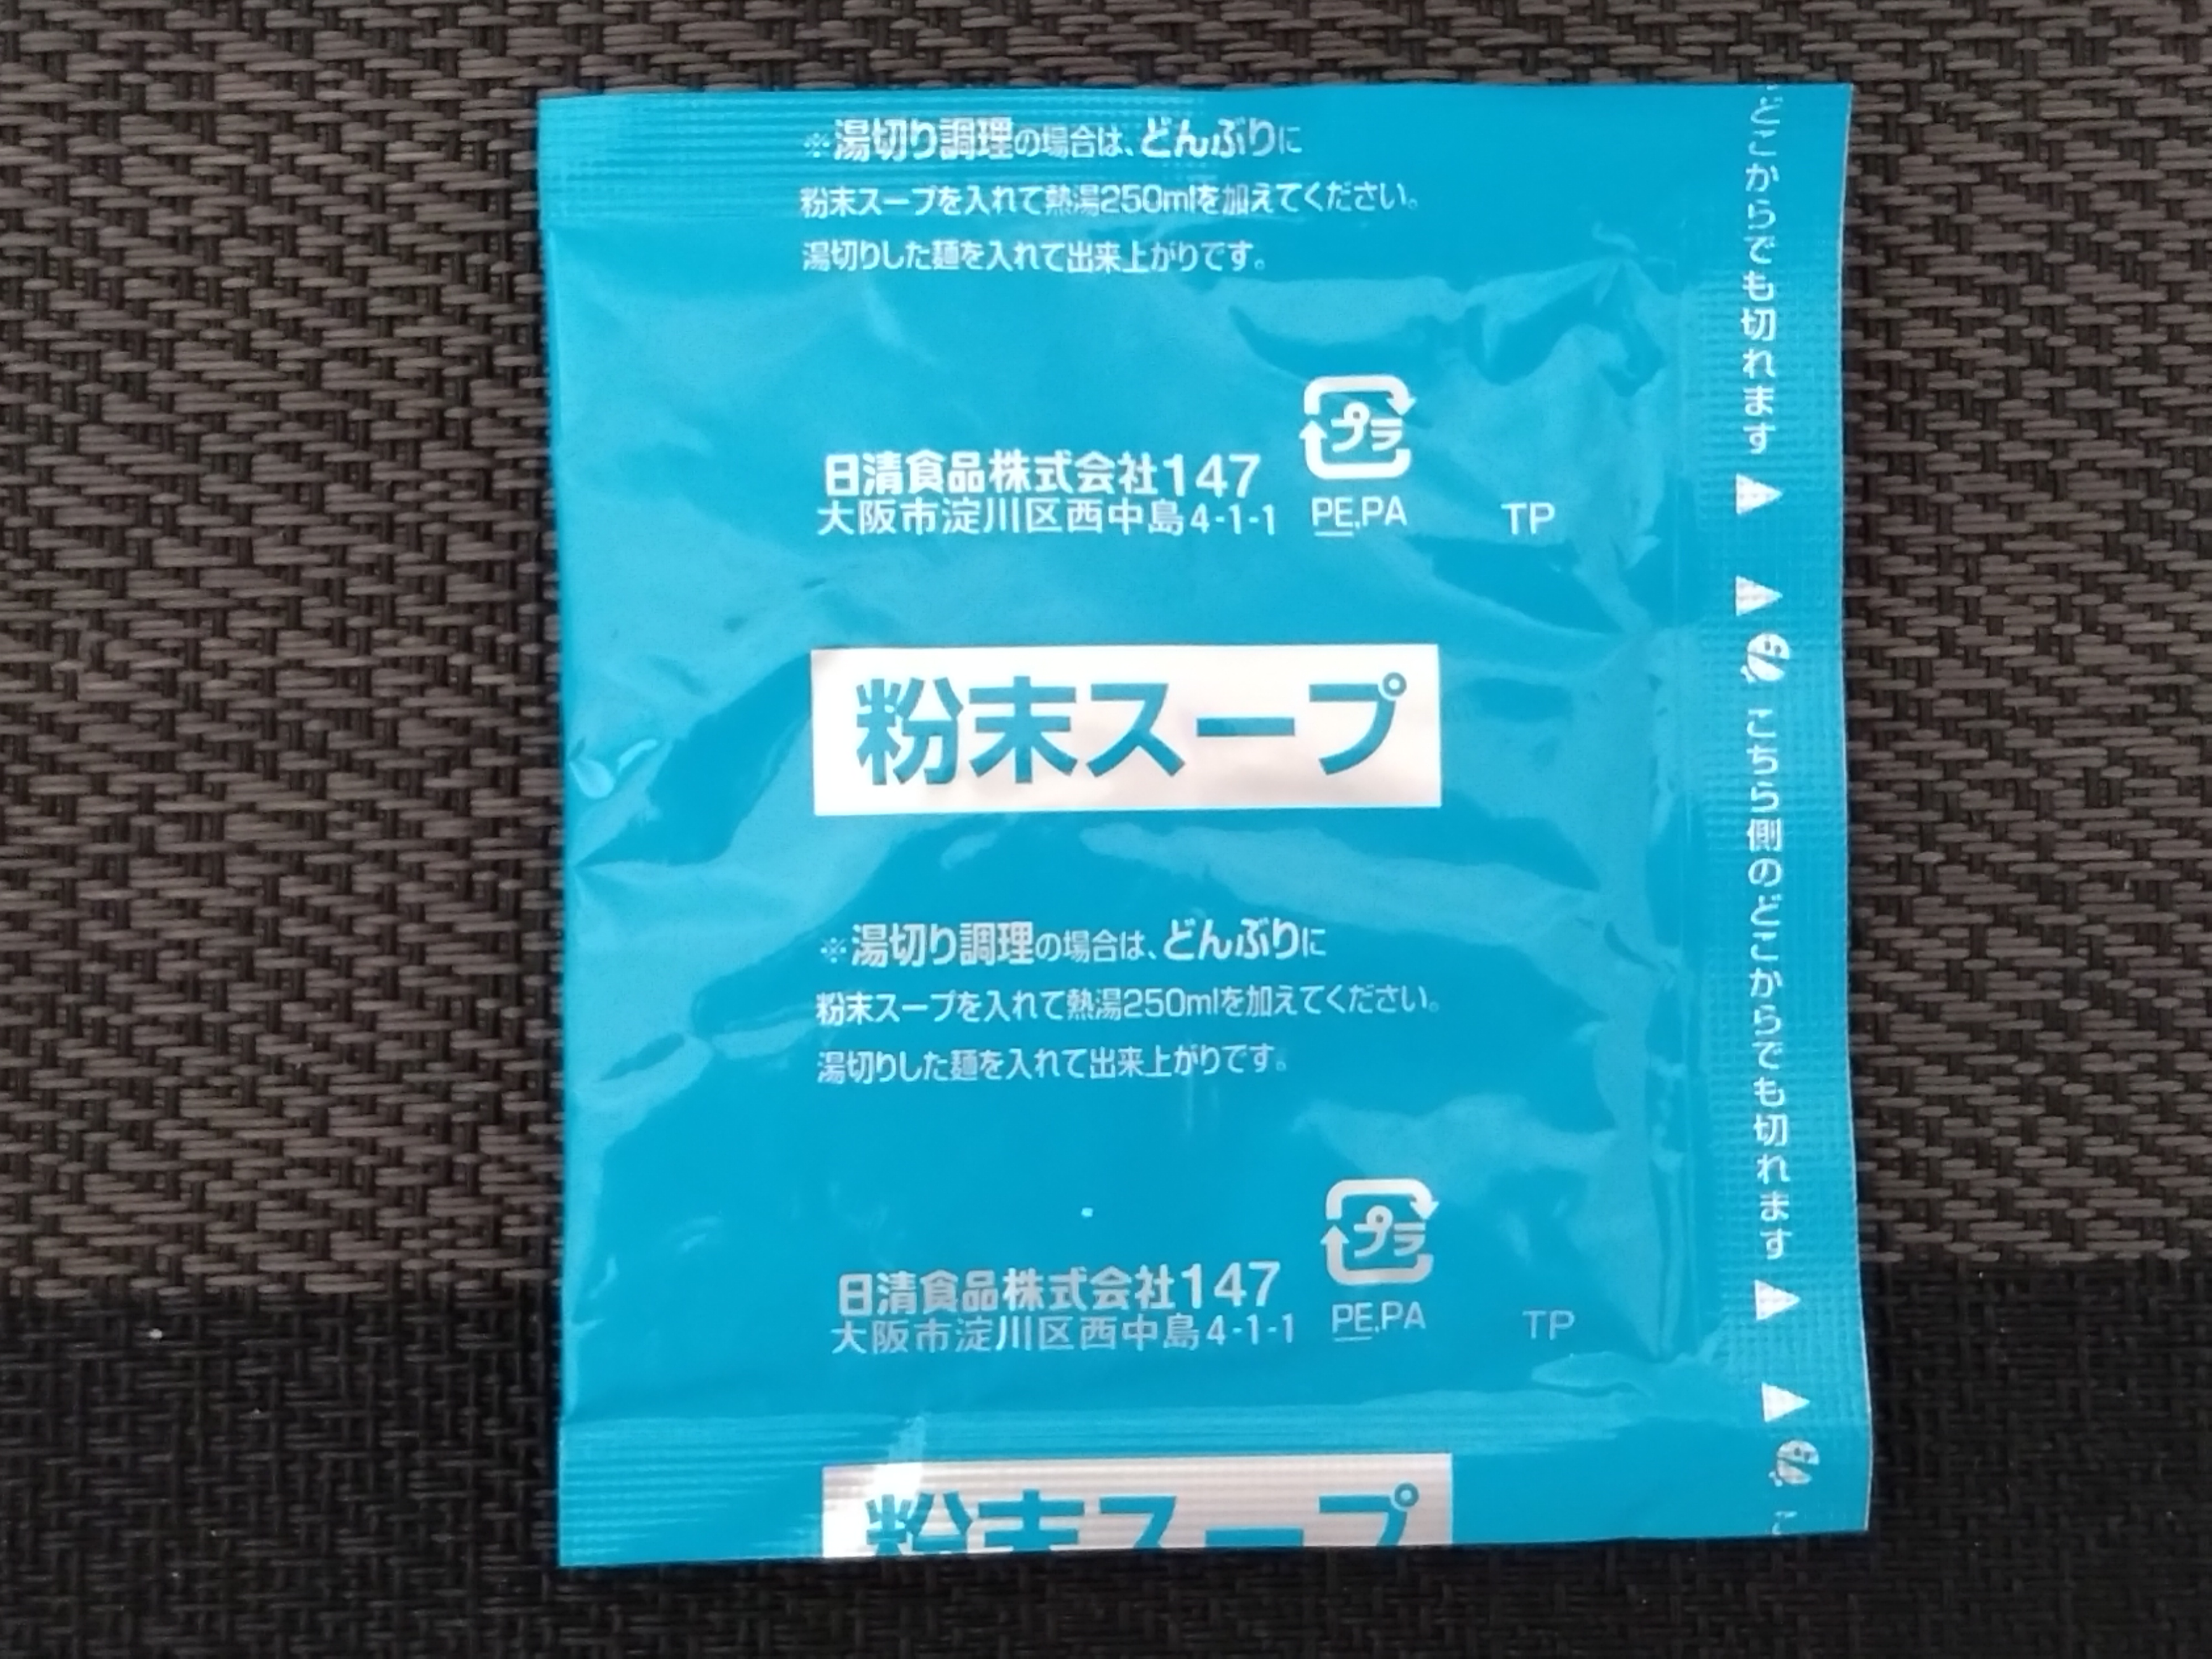 ※湯切り調理の場合は、どんぶりに
粉末スープを入れて熱湯250mlを加えてください。
湯切りした麺を入れて出来上がりです。
プラ
日清食品株式会社147
大阪市淀川区西中島4-1-1
PE,PA
TP
粉末スープ
※湯切り調理の場合は、どんぶりに
粉末スープを入れて熱湯250mlを加えてください。
湯切りした麺を入れて出来上がりです。
プラ
日清食品株式会社147
大阪市淀川区西中島4-1-1
PE,PA
TP
粉末スープ
どこからでも切れます▶
▶こちら側のどこからでも切れます▶
▶こ